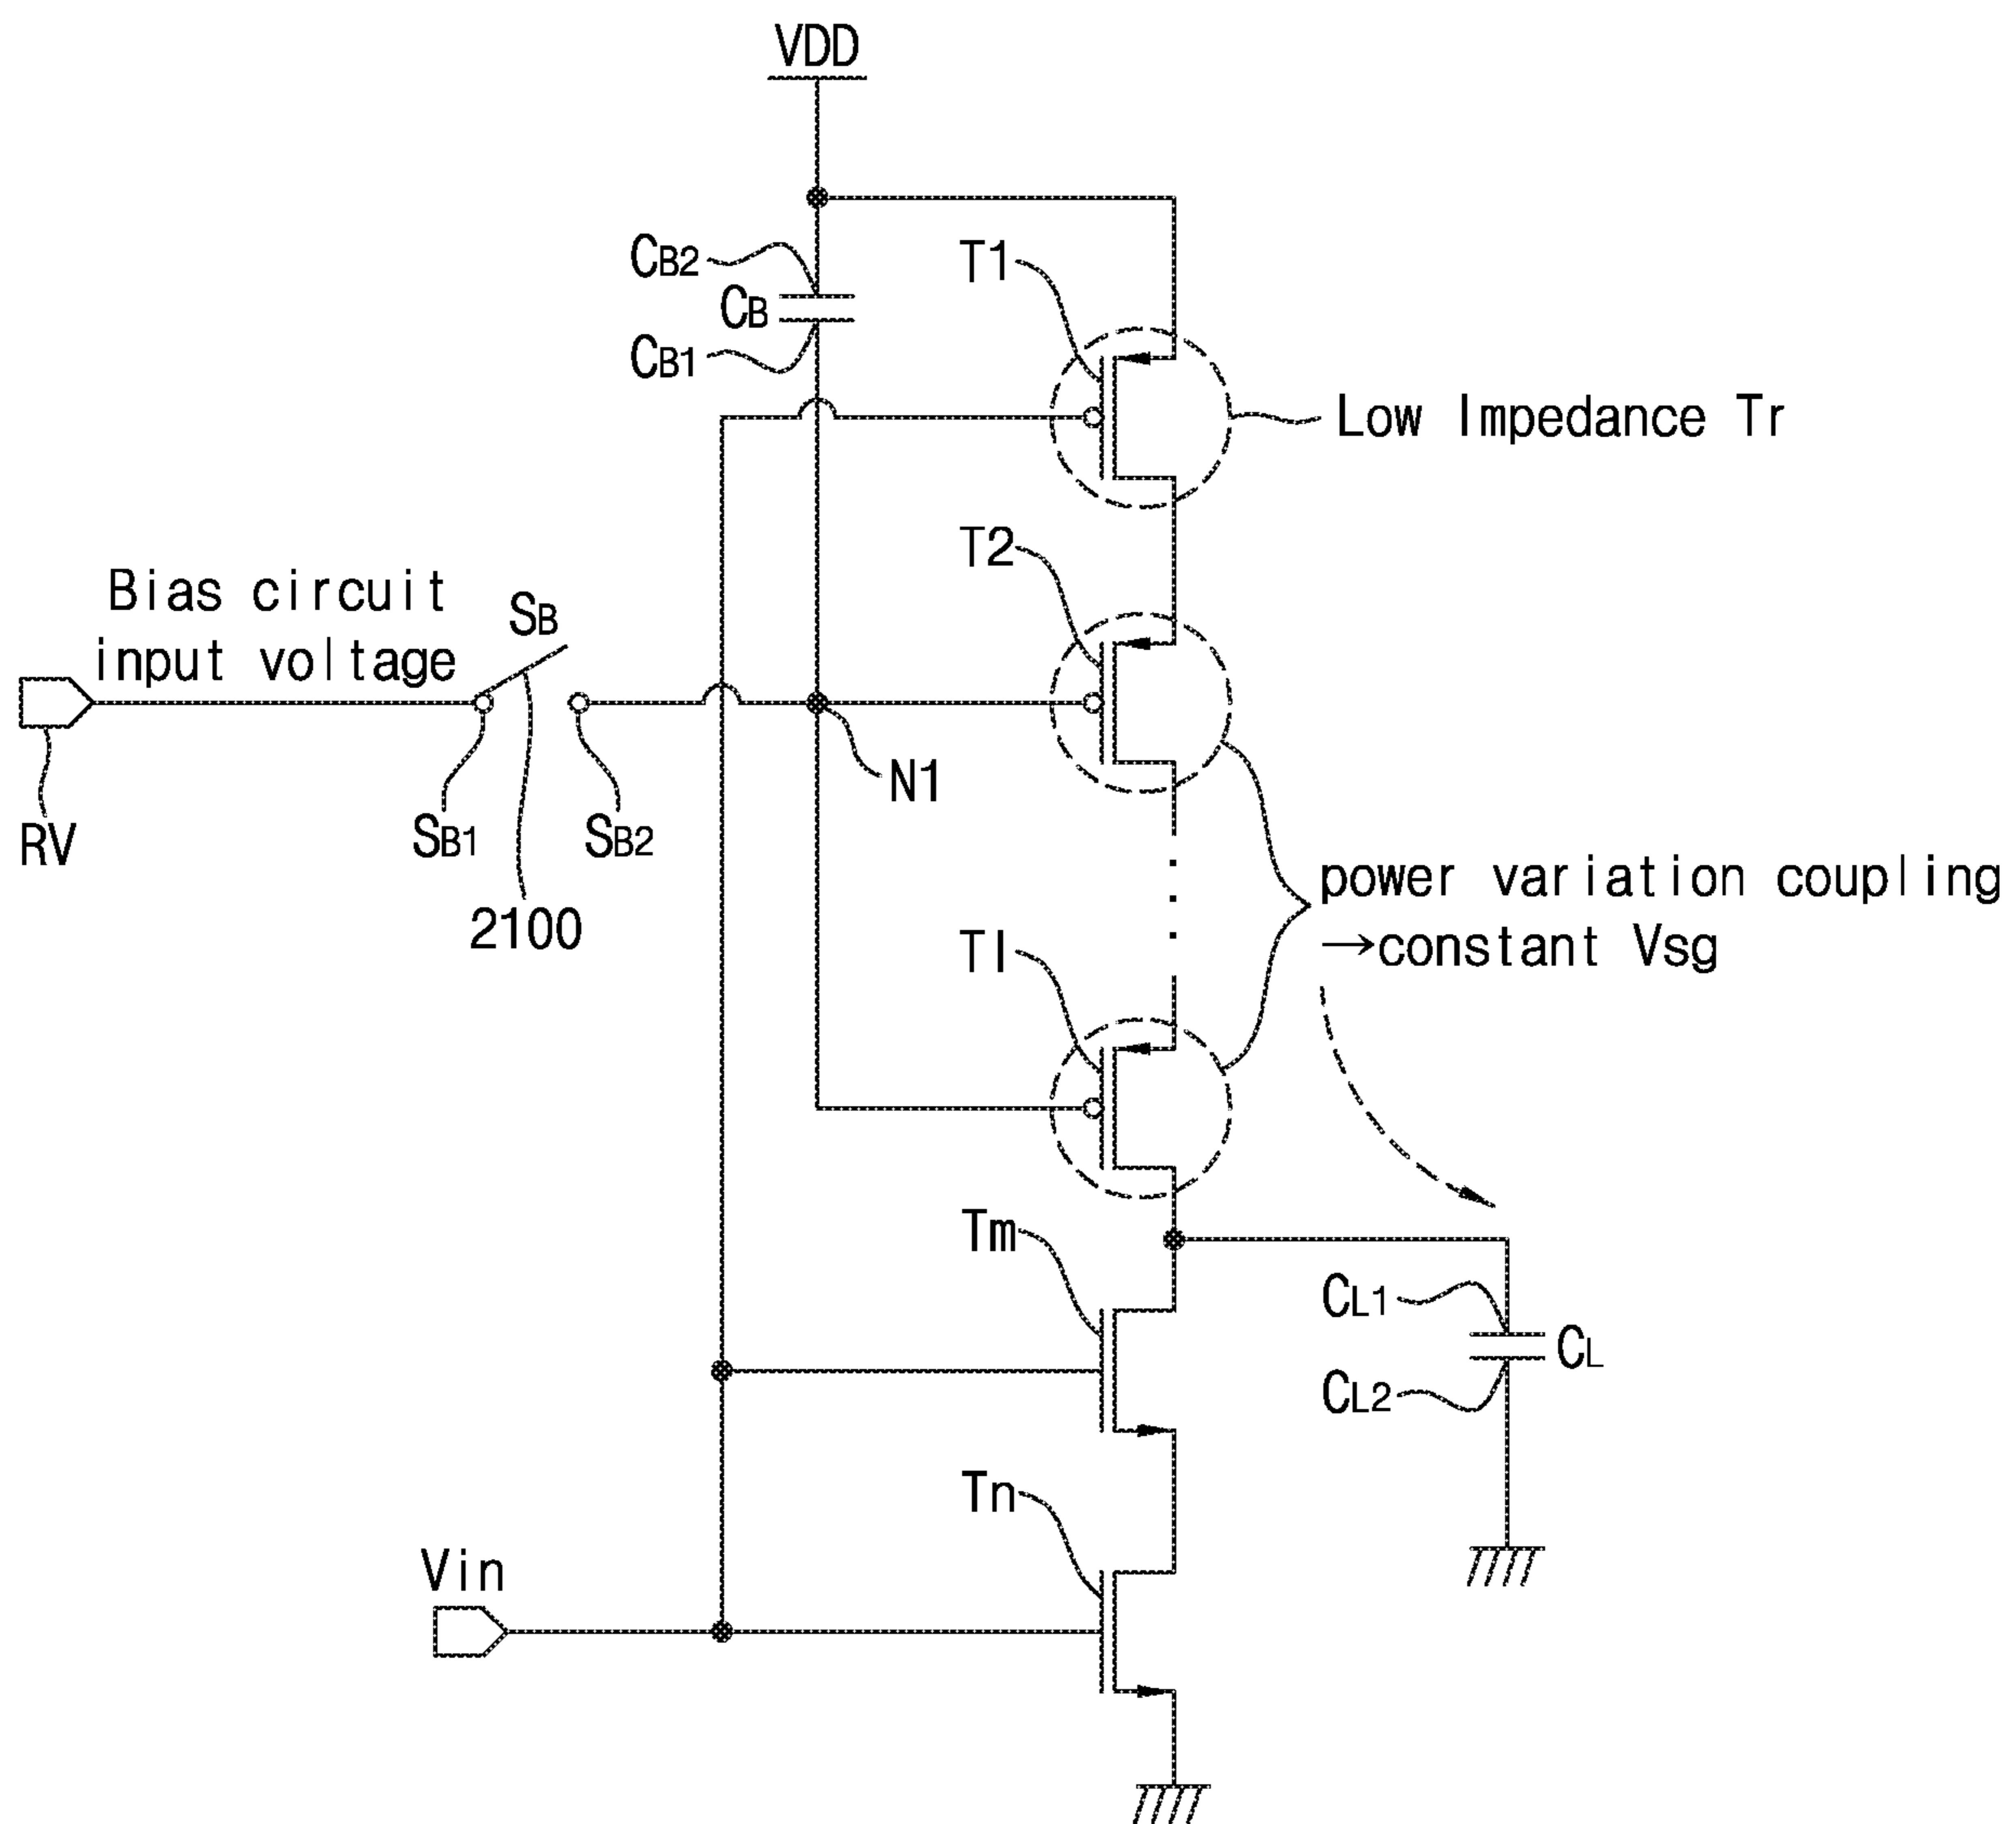 VDD
CB2
CB
CB1
T1
Low Impedance Tr
T2
Bias circuit
input voltage
SB
N1
SB1
SB2
RV
2100
power variation coupling
→constant Vsg
Tl
Tm
CL1
CL
CL2
Tn
Vin